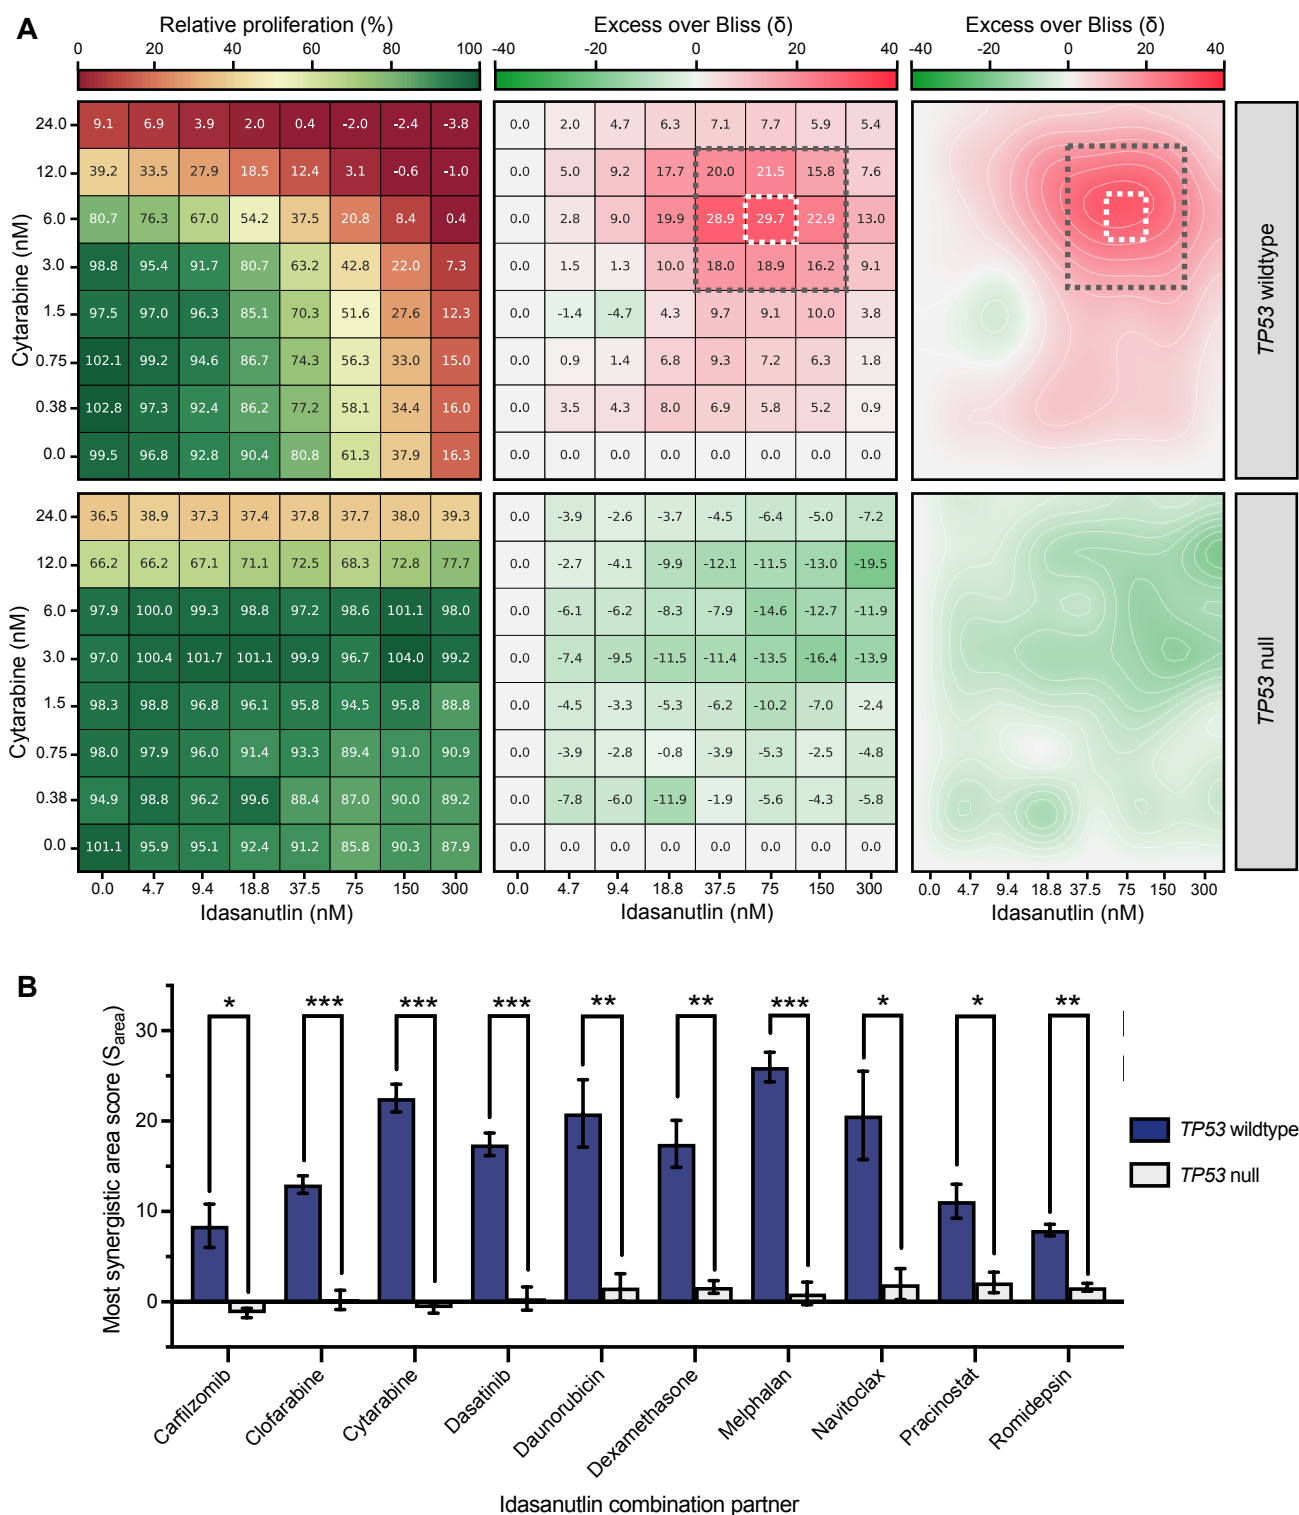 A
Relative proliferation (%)
Excess over Bliss (δ)
Excess over Bliss (δ)
0 20 40 60 80 100
-40 -20 0 20 40
-40 -20 0 20 40
Cytarabine (nM)
24.0 9.1 6.9 3.9 2.0 0.4 -2.0 -2.4 -3.8
12.0 39.2 33.5 27.9 18.5 12.4 3.1 -0.6 -1.0
6.0 80.7 76.3 67.0 54.2 37.5 20.8 8.4 0.4
3.0 98.8 95.4 91.7 80.7 63.2 42.8 22.0 7.3
1.5 97.5 97.0 96.3 85.1 70.3 51.6 27.6 12.3
0.75 102.1 99.2 94.6 86.7 74.3 56.3 33.0 15.0
0.38 102.8 97.3 92.4 86.2 77.2 58.1 34.4 16.0
0.0 99.5 96.8 92.8 90.4 80.8 61.3 37.9 16.3
0.0 2.0 4.7 6.3 7.1 7.7 5.9 5.4
0.0 5.0 9.2 17.7 20.0 21.5 15.8 7.6
0.0 2.8 9.0 19.9 28.9 29.7 22.9 13.0
0.0 1.5 1.3 10.0 18.0 18.9 16.2 9.1
0.0 -1.4 -4.7 4.3 9.7 9.1 10.0 3.8
0.0 0.9 1.4 6.8 9.3 7.2 6.3 1.8
0.0 3.5 4.3 8.0 6.9 5.8 5.2 0.9
0.0 0.0 0.0 0.0 0.0 0.0 0.0 0.0
TP53 wildtype
Cytarabine (nM)
24.0 36.5 38.9 37.3 37.4 37.8 37.7 38.0 39.3
12.0 66.2 66.2 67.1 71.1 72.5 68.3 72.8 77.7
6.0 97.9 100.0 99.3 98.8 97.2 98.6 101.1 98.0
3.0 97.0 100.4 101.7 101.1 99.9 96.7 104.0 99.2
1.5 98.3 98.8 96.8 96.1 95.8 94.5 95.8 88.8
0.75 98.0 97.9 96.0 91.4 93.3 89.4 91.0 90.9
0.38 94.9 98.8 96.2 99.6 88.4 87.0 90.0 89.2
0.0 101.1 95.9 95.1 92.4 91.2 85.8 90.3 87.9
0.0 -3.9 -2.6 -3.7 -4.5 -6.4 -5.0 -7.2
0.0 -2.7 -4.1 -9.9 -12.1 -11.5 -13.0 -19.5
0.0 -6.1 -6.2 -8.3 -7.9 -14.6 -12.7 -11.9
0.0 -7.4 -9.5 -11.5 -11.4 -13.5 -16.4 -13.9
0.0 -4.5 -3.3 -5.3 -6.2 -10.2 -7.0 -2.4
0.0 -3.9 -2.8 -0.8 -3.9 -5.3 -2.5 -4.8
0.0 -7.8 -6.0 -11.9 -1.9 -5.6 -4.3 -5.8
0.0 0.0 0.0 0.0 0.0 0.0 0.0 0.0
TP53 null
0.0 4.7 9.4 18.8 37.5 75 150 300
0.0 4.7 9.4 18.8 37.5 75 150 300
0.0 4.7 9.4 18.8 37.5 75 150 300
Idasanutlin (nM)
Idasanutlin (nM)
Idasanutlin (nM)
B
Most synergistic area score (Sarea)
30
20
10
0
* *** *** *** ** ** *** * * **
TP53 wildtype
TP53 null
Carfilzomib
Clofarabine
Cytarabine
Dasatinib
Daunorubicin
Dexamethasone
Melphalan
Navitoclax
Pracinostat
Romidepsin
Idasanutlin combination partner